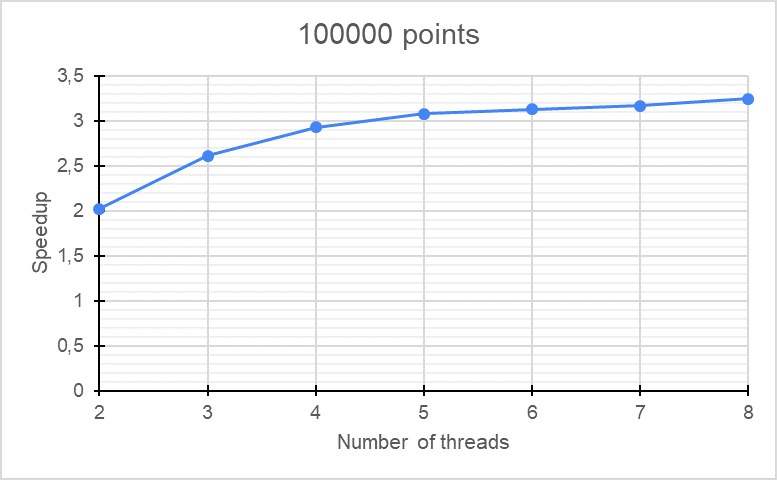 100000 points
3,5
3
2,5
2
1,5
1
0,5
0
Speedup
2 3 4 5 6 7 8
Number of threads